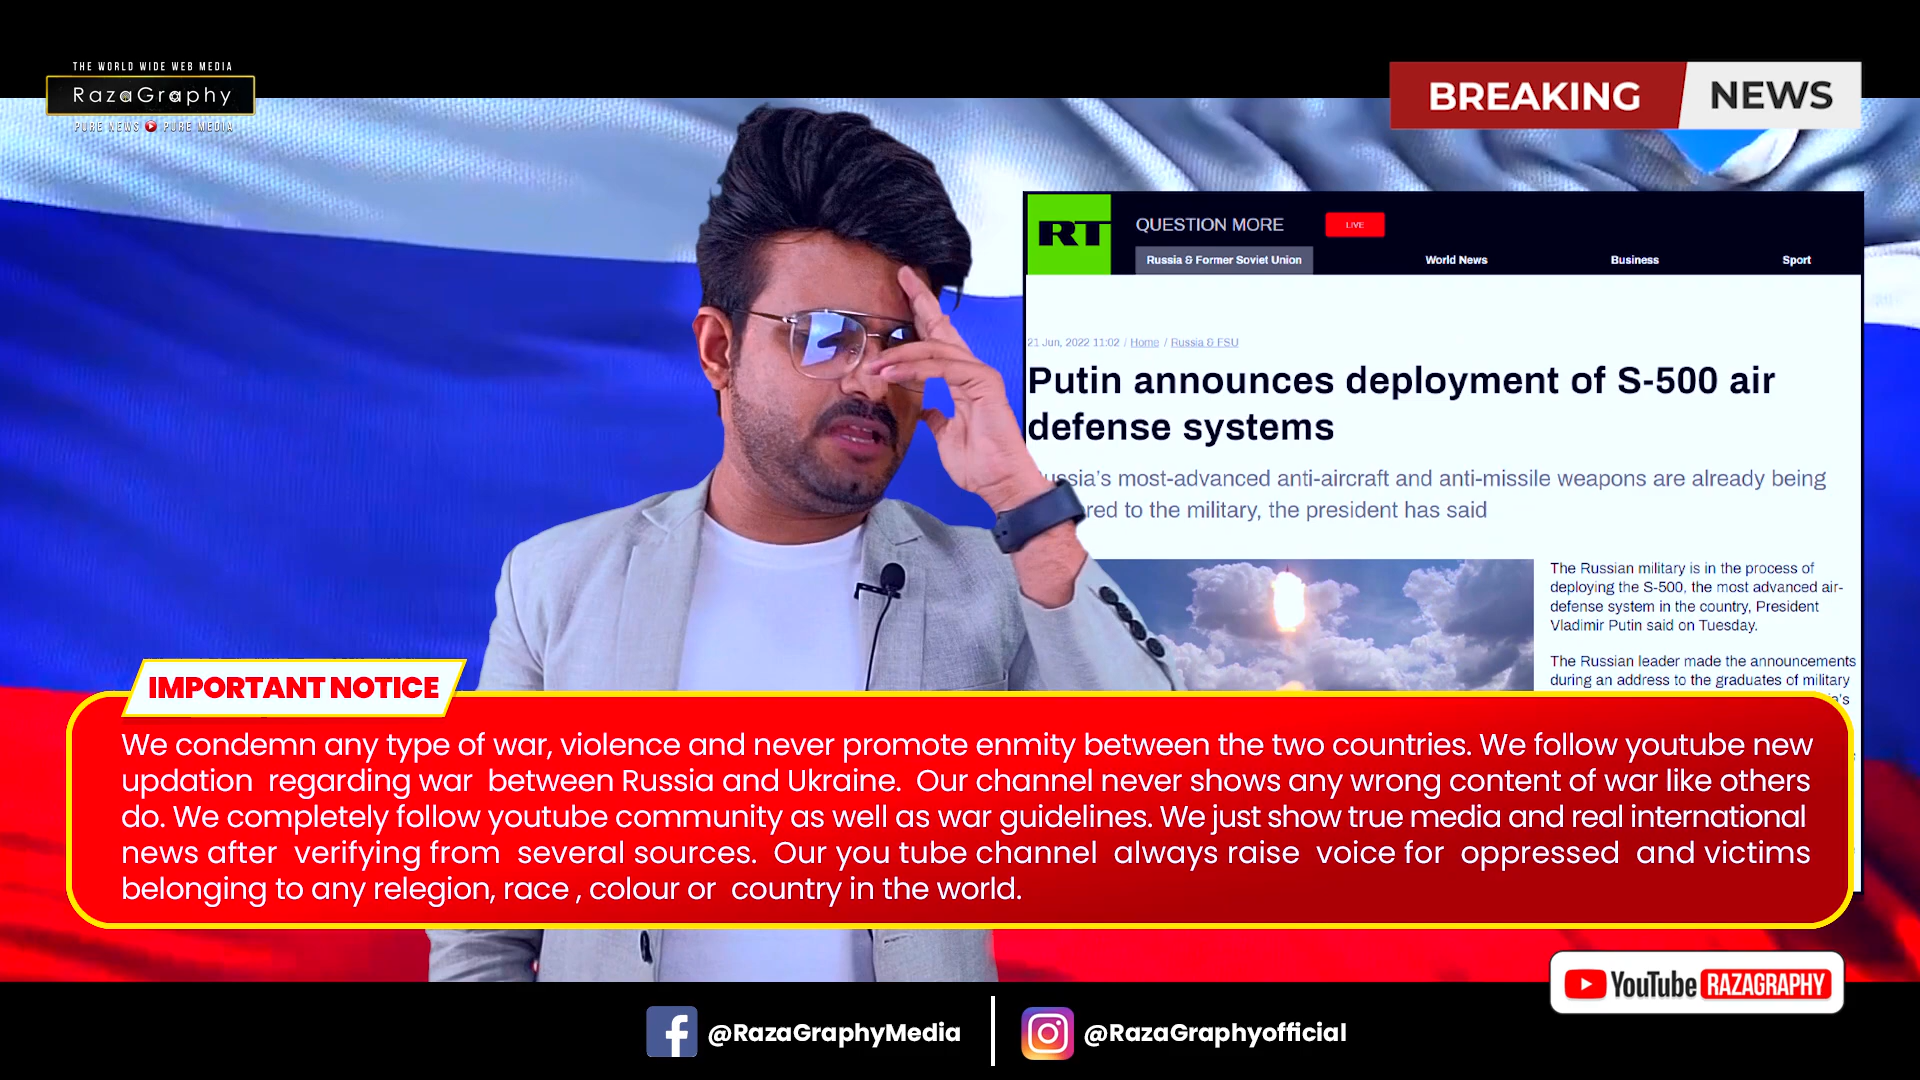 THE WORLD WIDE WEB MEDIA
RazaGraphy
PURE NEWS PURE MEDIA
BREAKING NEWS
RT
QUESTION MORE
LIVE
Russia & Former Soviet Union
World News
Business
Sport
21 Jun, 2022 11:02 / Home / Russia & FSU
Putin announces deployment of S-500 air
defense systems
most-advanced anti-aircraft and anti-missile weapons are already being
to the military, the president has said
The Russian military is in the process of
deploying the S-500, the most advanced air-
defense system in the country, President
Vladimir Putin said on Tuesday.
The Russian leader made the announcements
during an address to the graduates of military
IMPORTANT NOTICE
We condemn any type of war, violence and never promote enmity between the two countries. We follow youtube new
updation regarding war between Russia and Ukraine. Our channel never shows any wrong content of war like others
do. We completely follow youtube community as well as war guidelines. We just show true media and real international
news after verifying from several sources. Our you tube channel always raise voice for oppressed and victims
belonging to any relegion, race , colour or country in the world.
YouTube RAZAGRAPHY
@RazaGraphyMedia
@RazaGraphyofficial